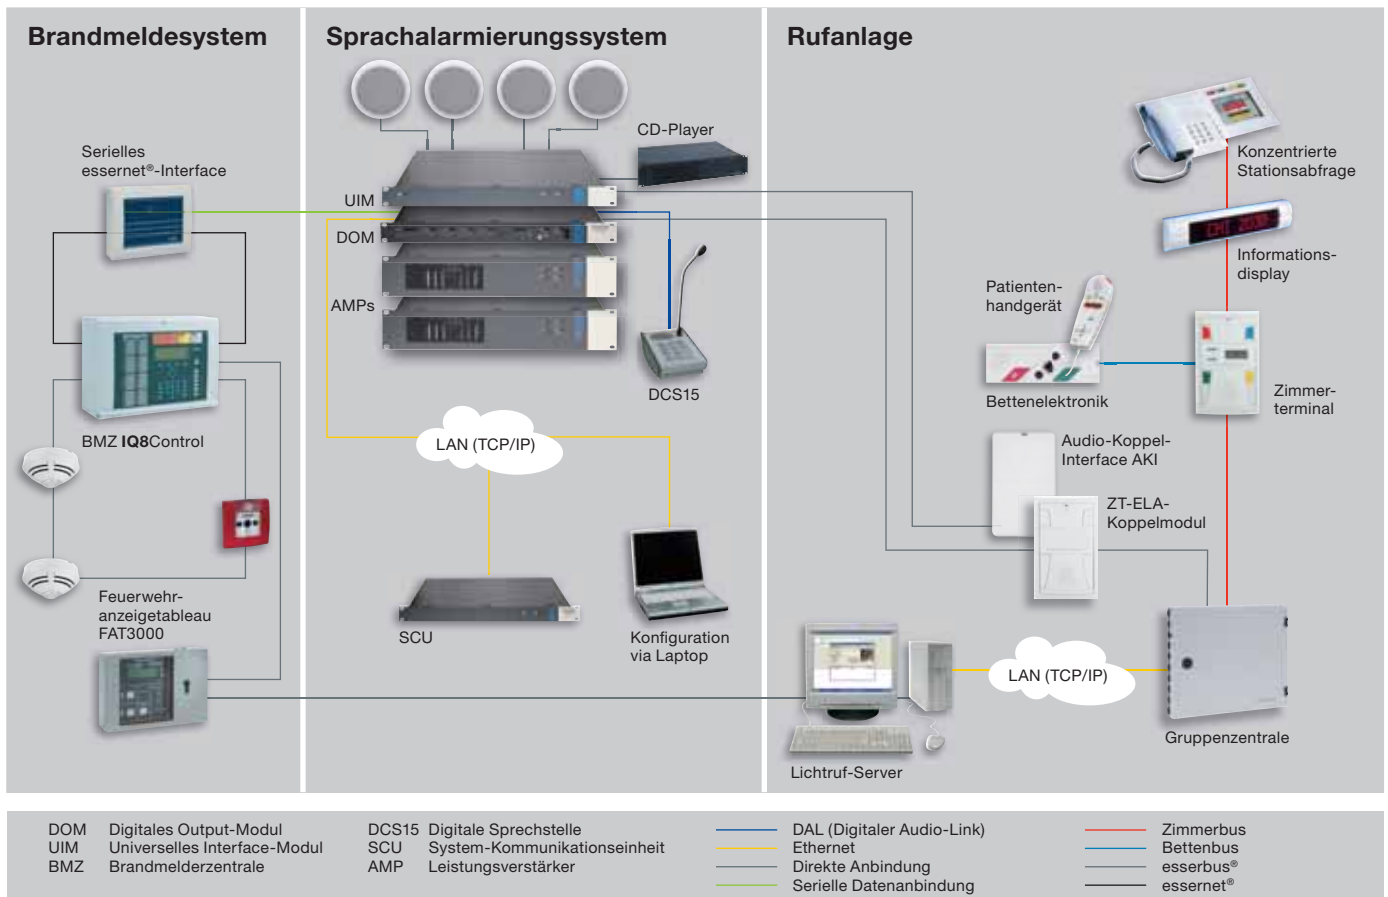 Brandmeldesystem
Sprachalarmierungssystem
Rufanlage
Serielles
essernet®-Interface
BMZ IQ8Control
Feuerwehr-
anzeigetableau
FAT3000
CD-Player
UIM
DOM
AMPs
DCS15
LAN (TCP/IP)
SCU
Konfiguration
via Laptop
Konzentrierte
Stationsabfrage
Informations-
display
Patienten-
handgerät
Bettenelektronik
Zimmer-
terminal
Audio-Koppel-
Interface AKI
ZT-ELA-
Koppelmodul
LAN (TCP/IP)
Lichtruf-Server
Gruppenzentrale
DOM Digitales Output-Modul
UIM Universelles Interface-Modul
BMZ Brandmelderzentrale
DCS15 Digitale Sprechstelle
SCU System-Kommunikationseinheit
AMP Leistungsverstärker
DAL (Digitaler Audio-Link)
Ethernet
Direkte Anbindung
Serielle Datenanbindung
Zimmerbus
Bettenbus
esserbus®
essernet®